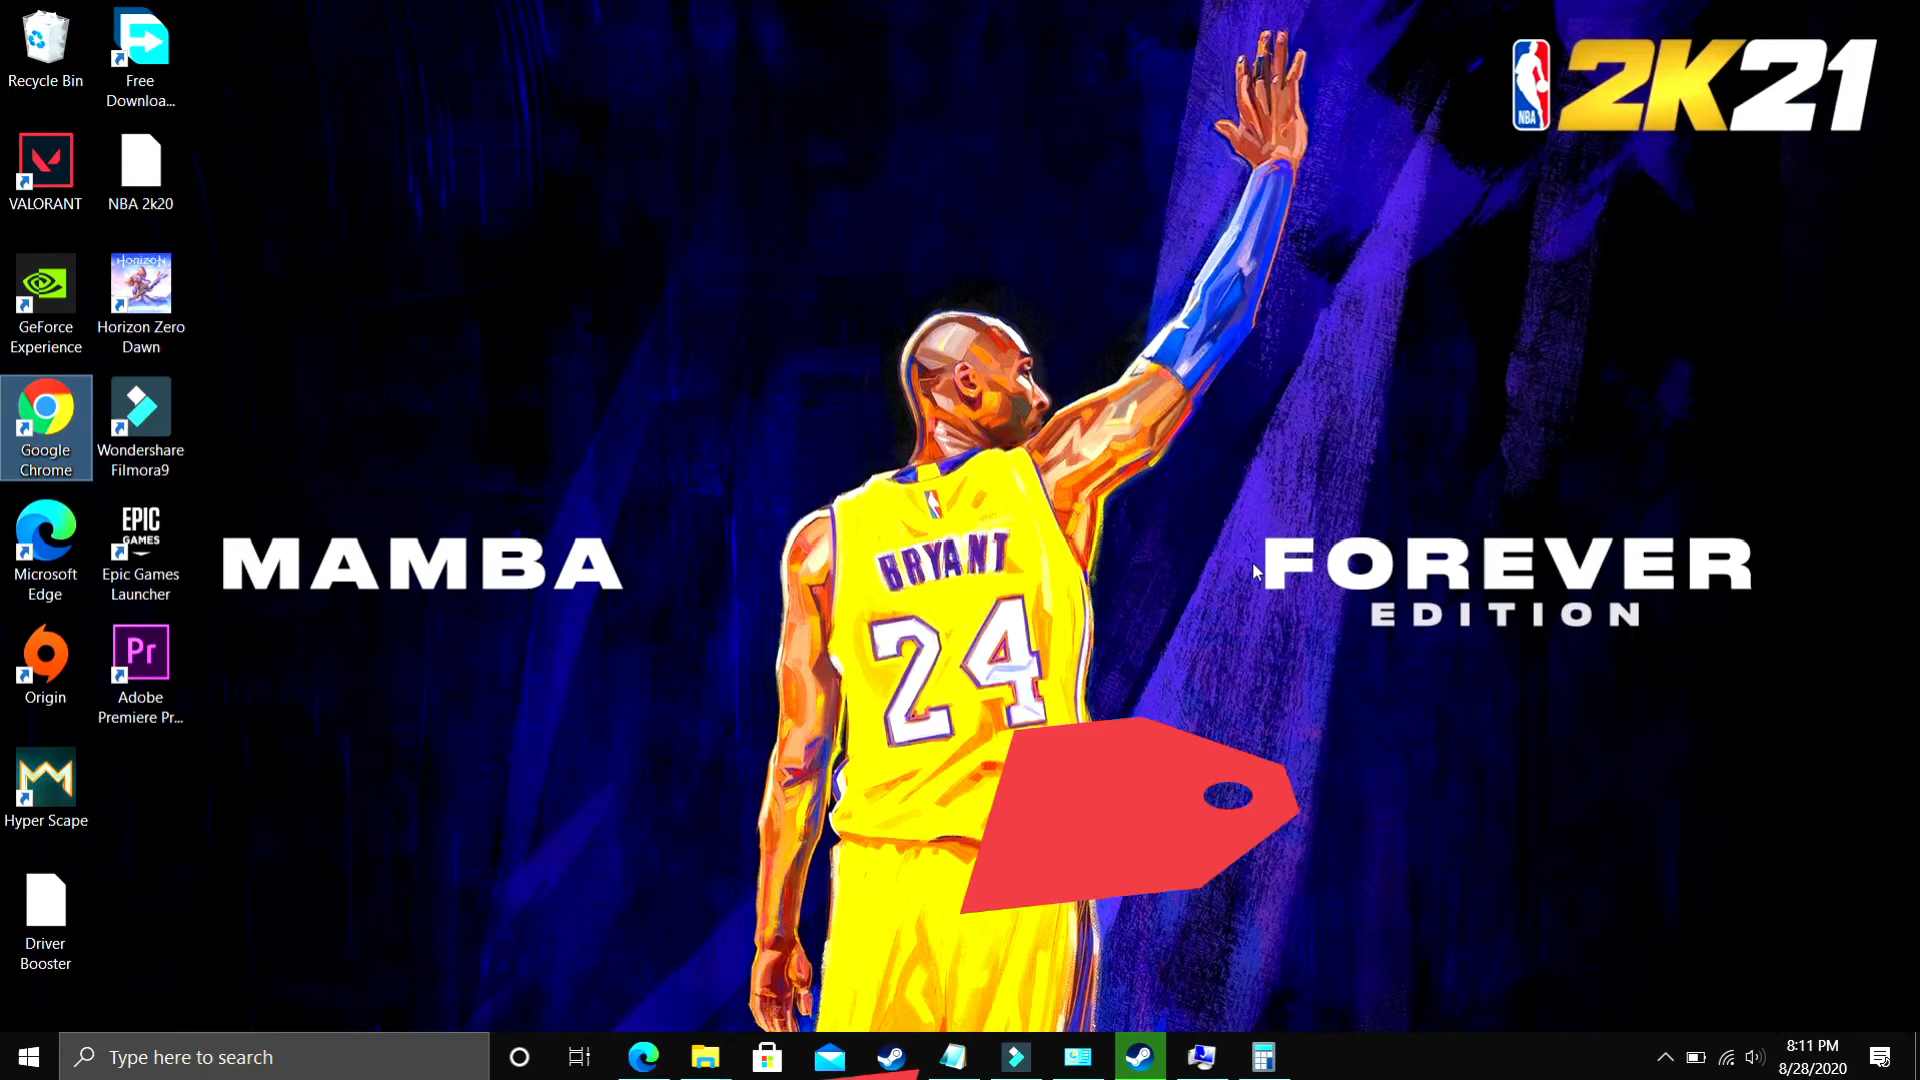 Recycle Bin
Free
Downloa...
VALORANT
NBA 2k20
GeForce
Experience
HORIZON
Horizon Zero
Dawn
Google
Chrome
Wondershare
Filmora9
Microsoft
Edge
EPIC
GAMES
Epic Games
Launcher
Origin
Pr
Adobe
Premiere Pr...
Hyper Scape
Driver
Booster
NBA
2K21
MAMBA
FOREVER
EDITION
BRYANT
24
Type here to search
8:11 PM
8/28/2020